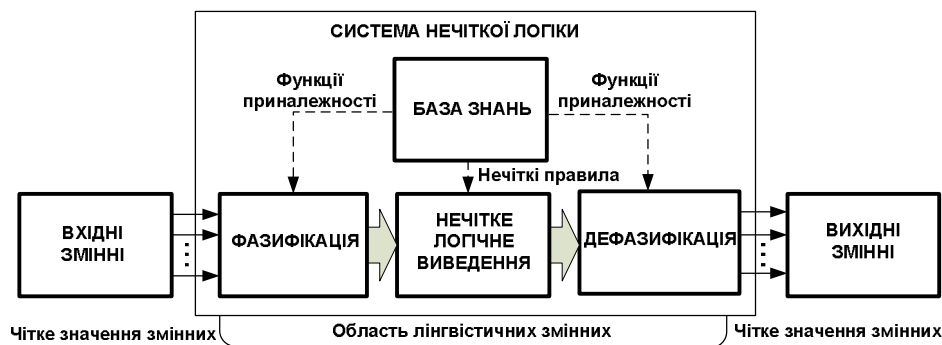 СИСТЕМА НЕЧІТКОЇ ЛОГІКИ
Функції
приналежності
БАЗА ЗНАНЬ
Функції
приналежності
Нечіткі правила
ВХІДНІ
ЗМІННІ
ФАЗИФІКАЦІЯ
НЕЧІТКЕ
ЛОГІЧНЕ
ВИВЕДЕННЯ
ДЕФАЗИФІКАЦІЯ
ВИХІДНІ
ЗМІННІ
Чітке значення змінних
Область лінгвістичних змінних
Чітке значення змінних